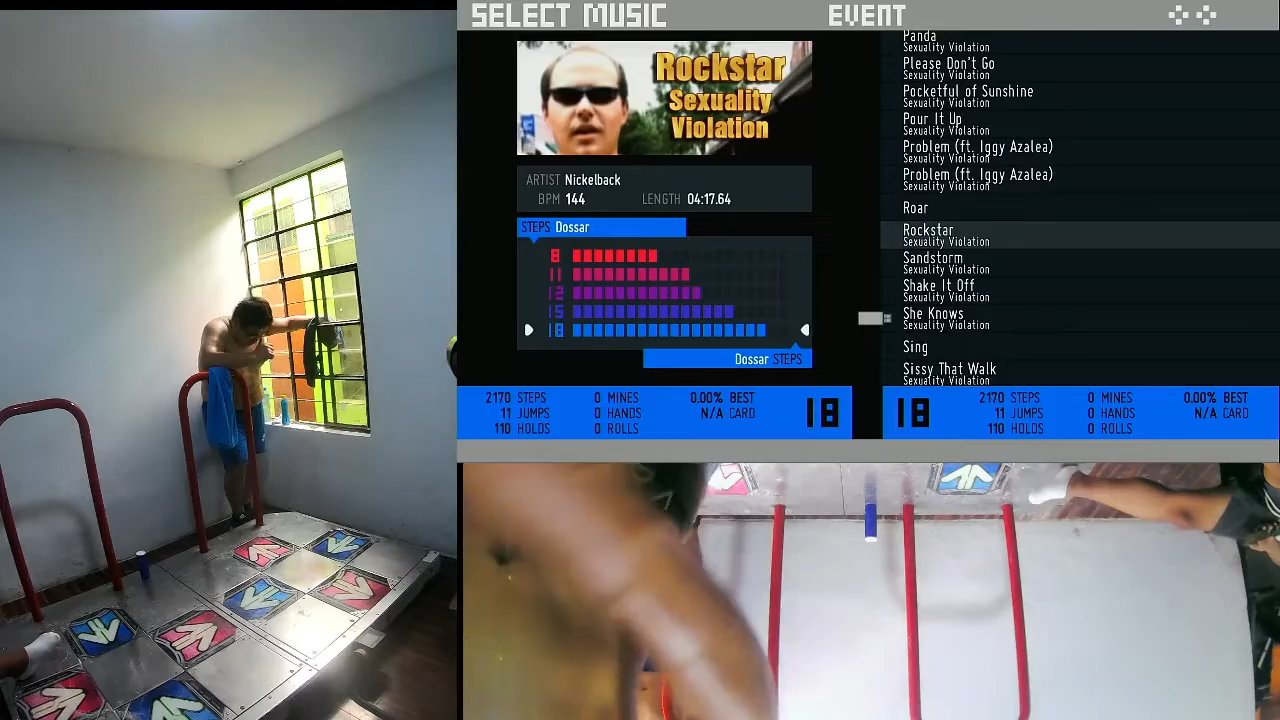 SELECT MUSIC
EVENT
Rockstar
Sexuality
Violation
ARTIST Nickelback
BPM 144 LENGTH 04:17.64
STEPS Dossar
8
11
12
15
18
Dossar STEPS
2170 STEPS 0 MINES 0.00% BEST
11 JUMPS 0 HANDS N/A CARD
110 HOLDS 0 ROLLS
18
Panda
Sexuality Violation
Please Don't Go
Sexuality Violation
Pocketful of Sunshine
Sexuality Violation
Pour It Up
Sexuality Violation
Problem (ft. Iggy Azalea)
Sexuality Violation
Problem (ft. Iggy Azalea)
Sexuality Violation
Roar
Rockstar
Sexuality Violation
Sandstorm
Sexuality Violation
Shake It Off
Sexuality Violation
She Knows
Sexuality Violation
Sing
Sissy That Walk
Sexuality Violation
18
2170 STEPS 0 MINES 0.00% BEST
11 JUMPS 0 HANDS N/A CARD
110 HOLDS 0 ROLLS